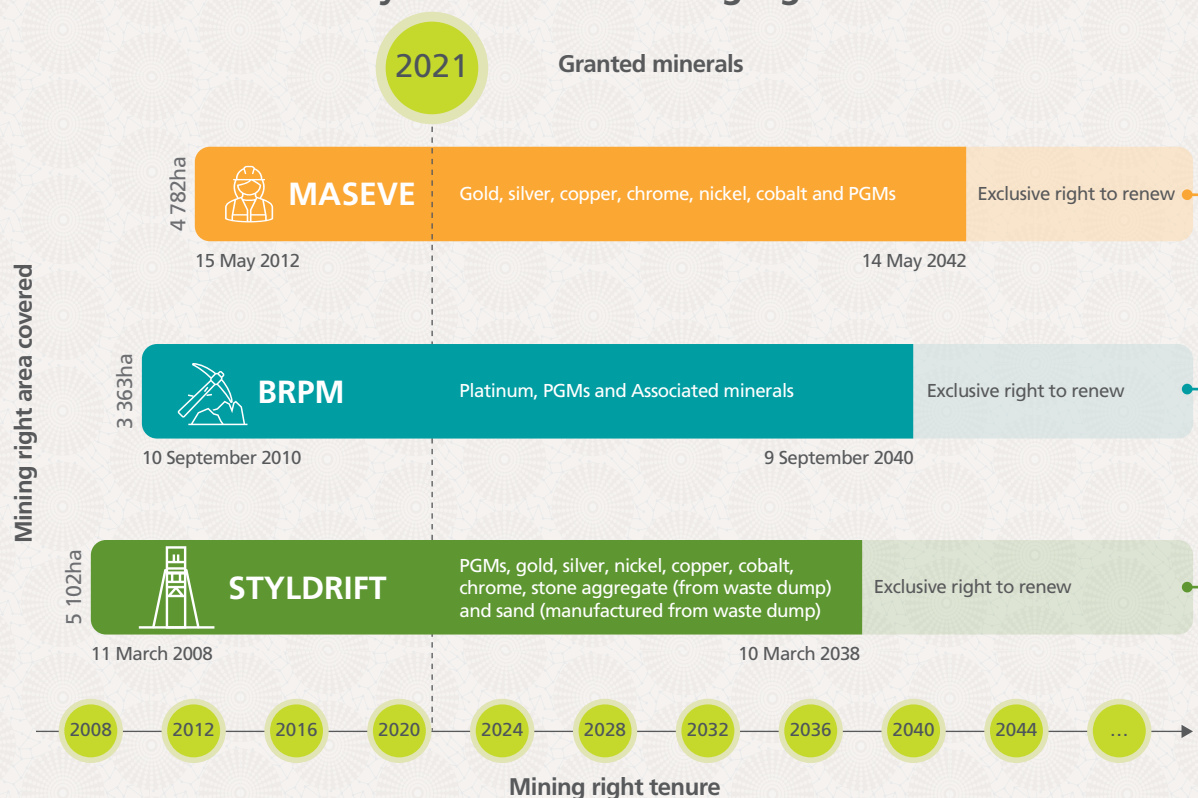 2021
Granted minerals
Mining right area covered
4 782ha
MASEVE
Gold, silver, copper, chrome, nickel, cobalt and PGMs
Exclusive right to renew
15 May 2012
14 May 2042
3 363ha
BRPM
Platinum, PGMs and Associated minerals
Exclusive right to renew
10 September 2010
9 September 2040
5 102ha
STYLDRIFT
PGMs, gold, silver, nickel, copper, cobalt,
chrome, stone aggregate (from waste dump)
and sand (manufactured from waste dump)
Exclusive right to renew
11 March 2008
10 March 2038
2008 2012 2016 2020 2024 2028 2032 2036 2040 2044 ...
Mining right tenure